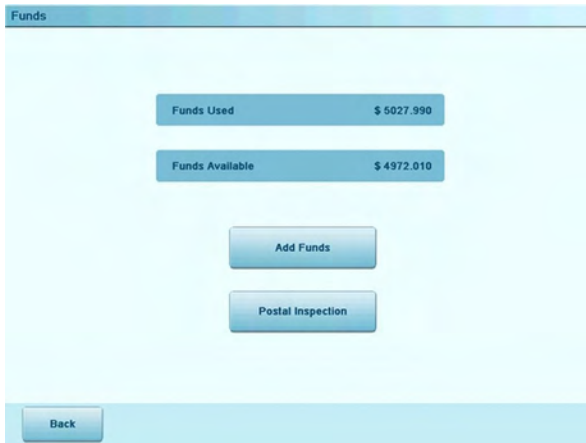 Funds
Funds Used $ 5027.990
Funds Available $ 4972.010
Add Funds
Postal Inspection
Back